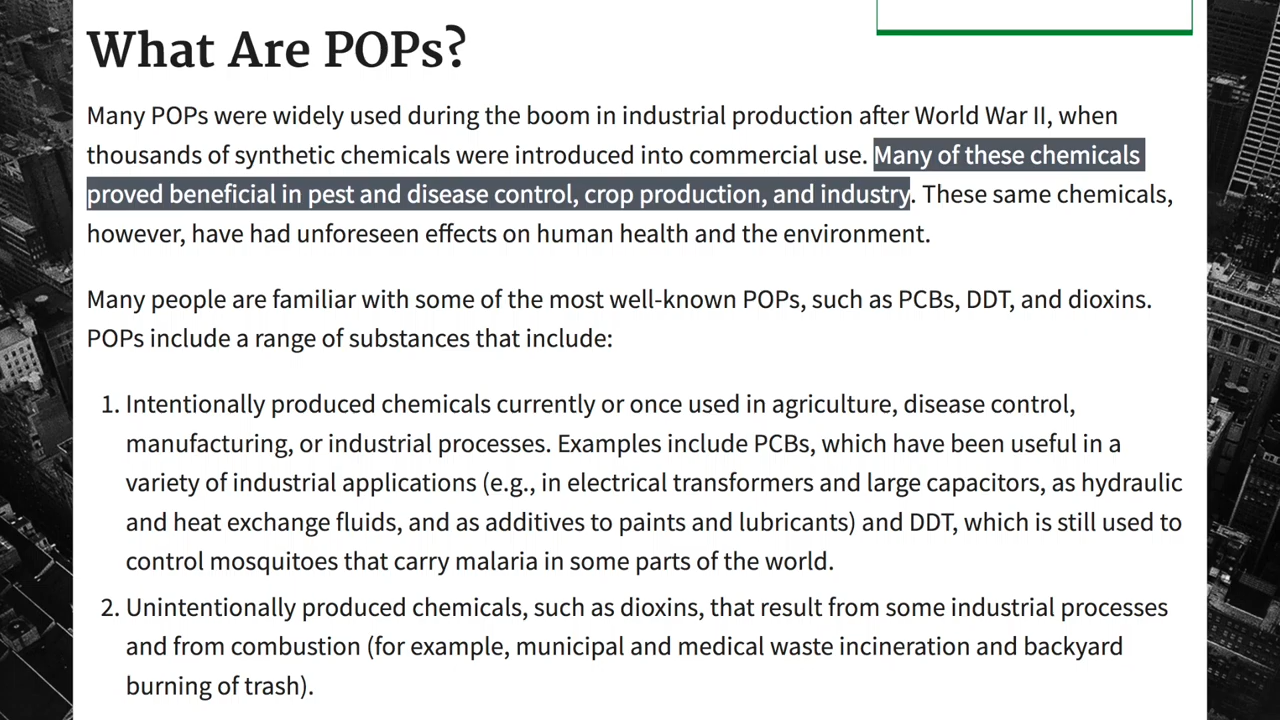 What Are POPs?
Many POPs were widely used during the boom in industrial production after World War II, when
thousands of synthetic chemicals were introduced into commercial use. Many of these chemicals
proved beneficial in pest and disease control, crop production, and industry. These same chemicals,
however, have had unforeseen effects on human health and the environment.
Many people are familiar with some of the most well-known POPs, such as PCBs, DDT, and dioxins.
POPs include a range of substances that include:
1. Intentionally produced chemicals currently or once used in agriculture, disease control,
manufacturing, or industrial processes. Examples include PCBs, which have been useful in a
variety of industrial applications (e.g., in electrical transformers and large capacitors, as hydraulic
and heat exchange fluids, and as additives to paints and lubricants) and DDT, which is still used to
control mosquitoes that carry malaria in some parts of the world.
2. Unintentionally produced chemicals, such as dioxins, that result from some industrial processes
and from combustion (for example, municipal and medical waste incineration and backyard
burning of trash).